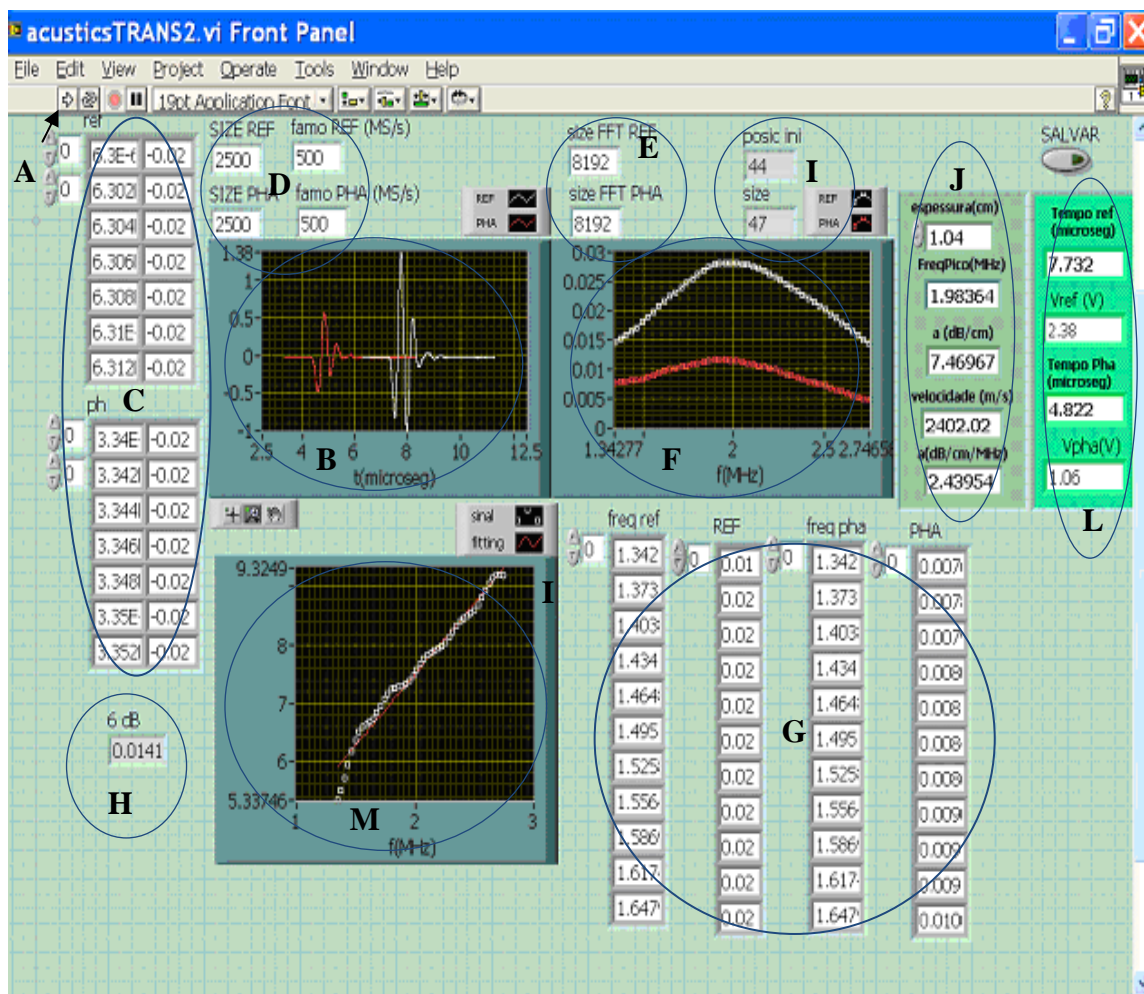 acusticsTRANS2.vi Front Panel
File Edit View Project Operate Tools Window Help
19pt Application Font
A
ref
0
0
6.3E-6 -0.02
6.302 -0.02
6.304 -0.02
6.306 -0.02
6.308 -0.02
6.31E -0.02
6.312 -0.02
C
ph
0
0
3.34E -0.02
3.342 -0.02
3.344 -0.02
3.346 -0.02
3.348 -0.02
3.35E -0.02
3.352 -0.02
6 dB
0.0141
H
SIZE REF famo REF (MS/s)
2500 500
D
SIZE PHA famo PHA (MS/s)
2500 500
REF
PHA
1.38
1
0.5
0
-0.5
-1
2.5 4 6 8 10 12.5
B
t(microseg)
size FFT REF
8192
E
size FFT PHA
8192
posic ini
44
I
size
47
REF
PHA
0.03
0.025
0.02
0.015
0.01
0.005
0
1.34277 2 2.5 2.74658
F
f(MHz)
SALVAR
J
espessura(cm)
1.04
FreqPico(MHz)
1.98364
a (dB/cm)
7.46967
velocidade (m/s)
2402.02
a(dB/cm/MHz)
2.43954
Tempo ref
(microseg)
7.732
Vref (V)
2.38
Tempo Pha
(microseg)
4.822
Vpha(V)
1.06
L
sinal
fitting
I
9.3249
8
7
6
5.33746
1 2 3
M
f(MHz)
freq ref REF freq pha PHA
0 0 0 0
1.342 0.01 1.342 0.007
1.373 0.02 1.373 0.007
1.403 0.02 1.403 0.007
1.434 0.02 1.434 0.008
1.464 0.02 1.464 0.008
1.495 0.02 1.495 0.008
G
1.525 0.02 1.525 0.008
1.556 0.02 1.556 0.009
1.586 0.02 1.586 0.009
1.617 0.02 1.617 0.009
1.647 0.02 1.647 0.010